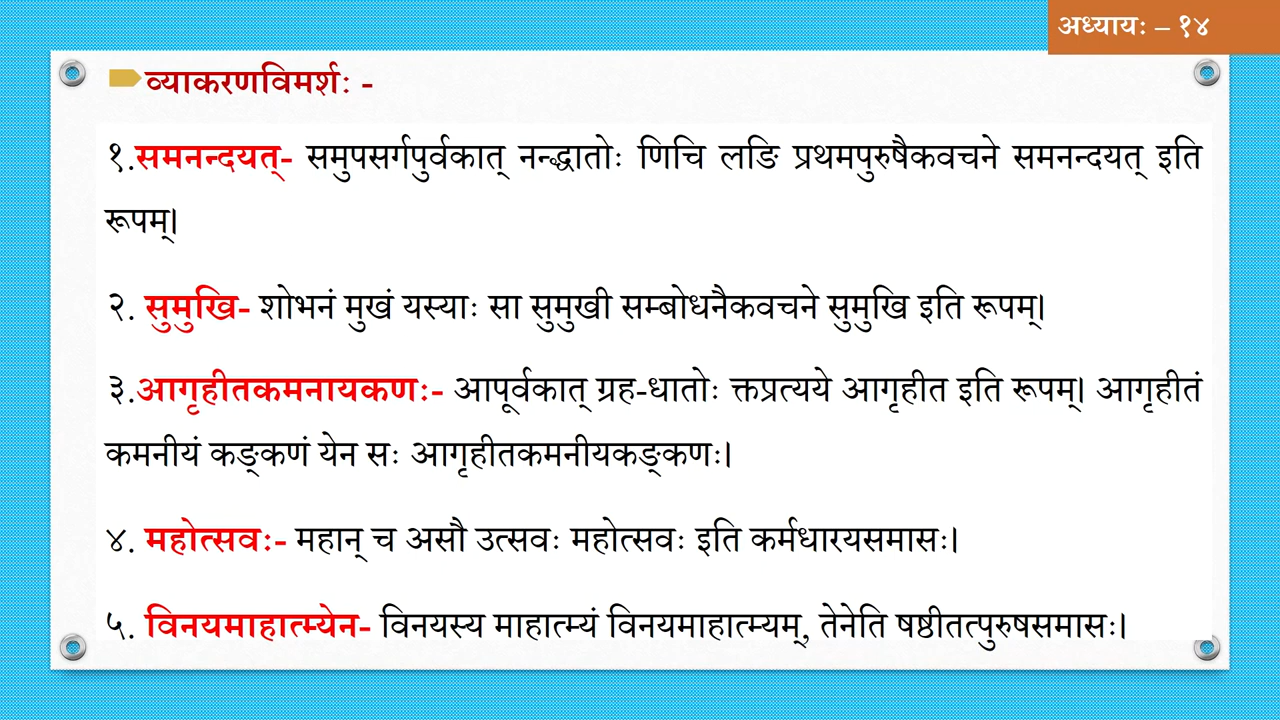 अध्यायः – १४
व्याकरणविमर्शः -
१.समनन्दयत्- समुपसर्गपुर्वकात् नन्द्धातोः णिचि लङि प्रथमपुरुषैकवचने समनन्दयत् इति
रूपम्।
२. सुमुखि- शोभनं मुखं यस्याः सा सुमुखी सम्बोधनैकवचने सुमुखि इति रूपम्।
३.आगृहीतकमनायकणः- आपूर्वकात् ग्रह-धातोः क्तप्रत्यये आगृहीत इति रूपम्। आगृहीतं
कमनीयं कङ्कणं येन सः आगृहीतकमनीयकङ्कणः।
४. महोत्सवः- महान् च असौ उत्सवः महोत्सवः इति कर्मधारयसमासः।
५. विनयमाहात्म्येन- विनयस्य माहात्म्यं विनयमाहात्म्यम्, तेनेति षष्ठीतत्पुरुषसमासः।